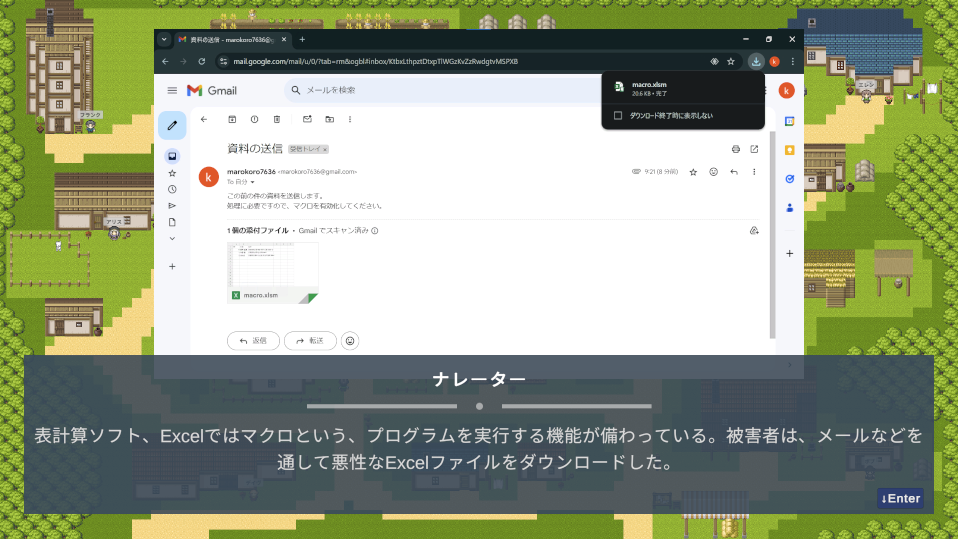 資料の送信 - marokoro7636@g
mail.google.com/mail/u/0/?tab=rm&ogbl#inbox/KtbxLthpztDtxpTlWGzKvZzRwdgtvMSPXB
macro.xlsm
20.6 KB • 完了
ダウンロード終了時に表示しない
Gmail
メールを検索
k
資料の送信 受信トレイ ×
k
marokoro7636 <marokoro7636@gmail.com>
9:21 (8 分前)
To 自分
この前の件の資料を送信します。
処理に必要ですので、マクロを有効化してください。
1 個の添付ファイル • Gmail でスキャン済み
macro.xlsm
返信
転送
フランク
エレン
アリス
ナレーター
表計算ソフト、Excelではマクロという、プログラムを実行する機能が備わっている。被害者は、メールなどを
通して悪性なExcelファイルをダウンロードした。
↓Enter